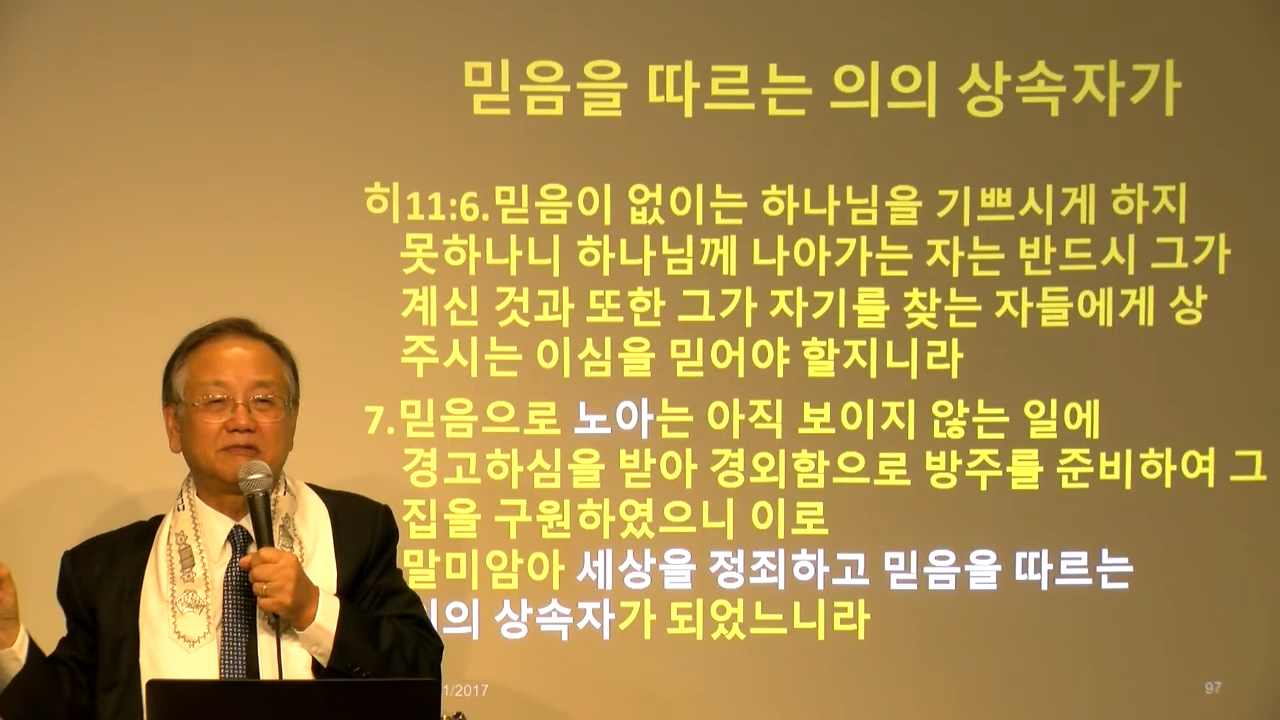 믿음을 따르는 의의 상속자가
히11:6.믿음이 없이는 하나님을 기쁘시게 하지
못하나니 하나님께 나아가는 자는 반드시 그가
계신 것과 또한 그가 자기를 찾는 자들에게 상
주시는 이심을 믿어야 할지니라
7.믿음으로 노아는 아직 보이지 않는 일에
경고하심을 받아 경외함으로 방주를 준비하여 그
집을 구원하였으니 이로
말미암아 세상을 정죄하고 믿음을 따르는
상속자가 되었느니라
1/2017
97